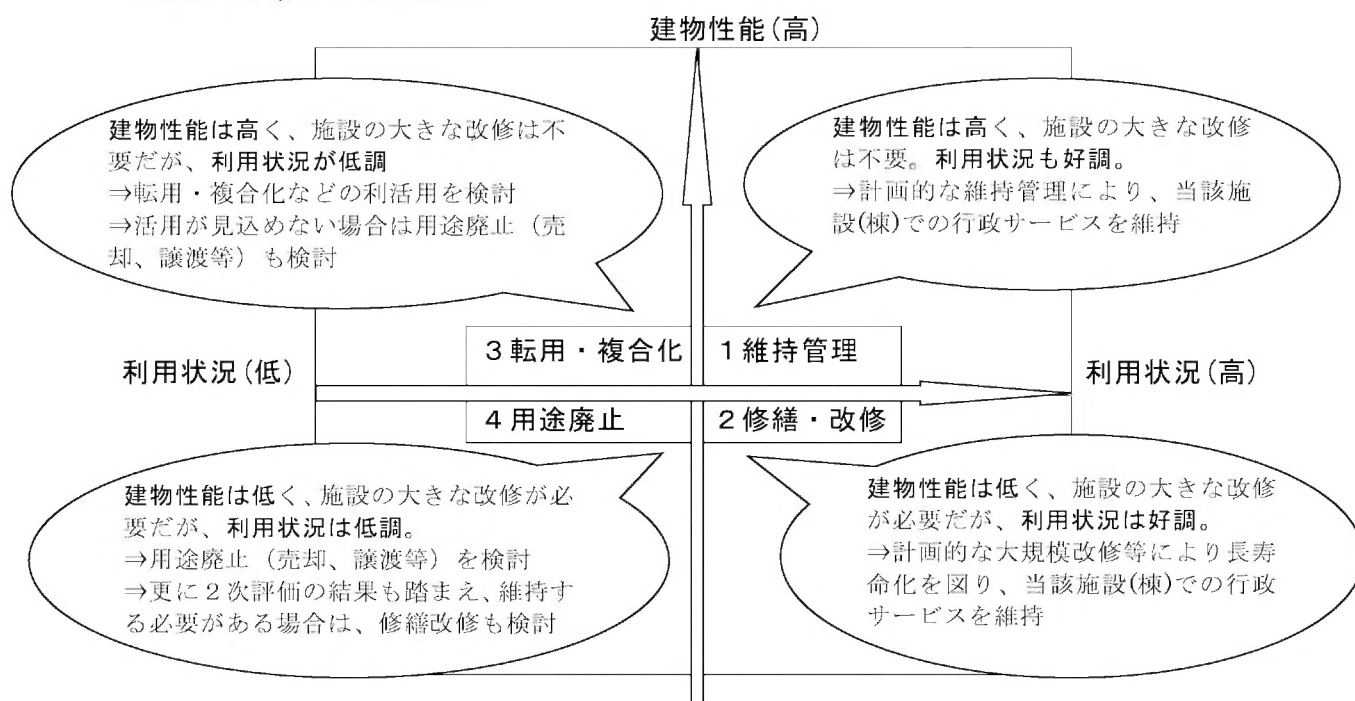 建物性能(高)
建物性能は高く、施設の大きな改修は不
要だが、利用状況が低調
⇒転用・複合化などの利活用を検討
⇒活用が見込めない場合は用途廃止（売
却、譲渡等）も検討
建物性能は高く、施設の大きな改修
は不要。利用状況も好調。
⇒計画的な維持管理により、当該施
設(棟)での行政サービスを維持
利用状況(低)
3転用・複合化
1維持管理
利用状況(高)
4用途廃止
2修繕・改修
建物性能は低く、施設の大きな改修が必
要だが、利用状況は低調。
⇒用途廃止（売却、譲渡等）を検討
⇒更に２次評価の結果も踏まえ、維持す
る必要がある場合は、修繕改修も検討
建物性能は低く、施設の大きな改修
が必要だが、利用状況は好調。
⇒計画的な大規模改修等により長寿
命化を図り、当該施設(棟)での行政
サービスを維持